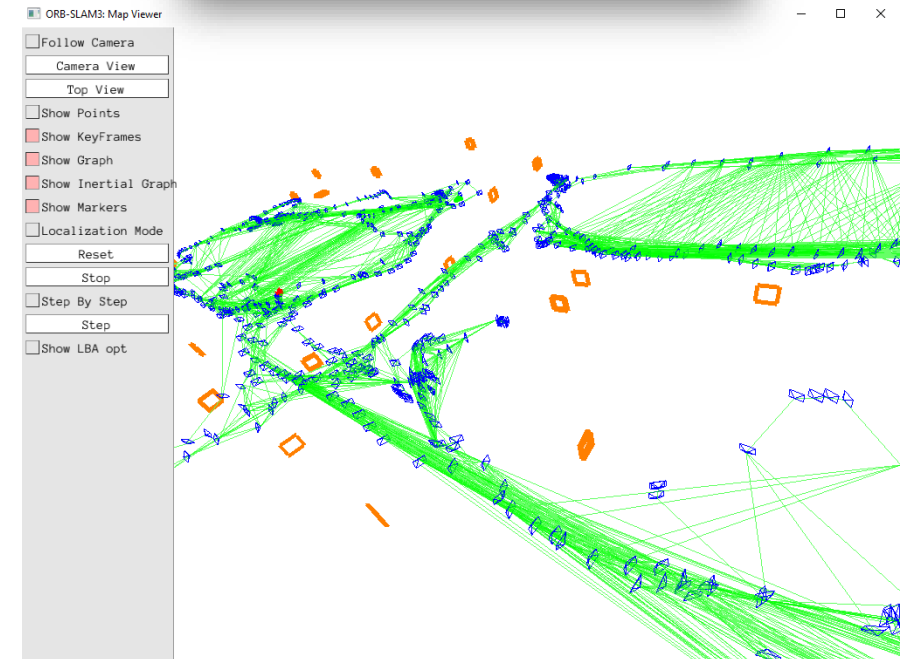 ORB-SLAM3: Map Viewer
Follow Camera
Camera View
Top View
Show Points
Show KeyFrames
Show Graph
Show Inertial Graph
Show Markers
Localization Mode
Reset
Stop
Step By Step
Step
Show LBA opt